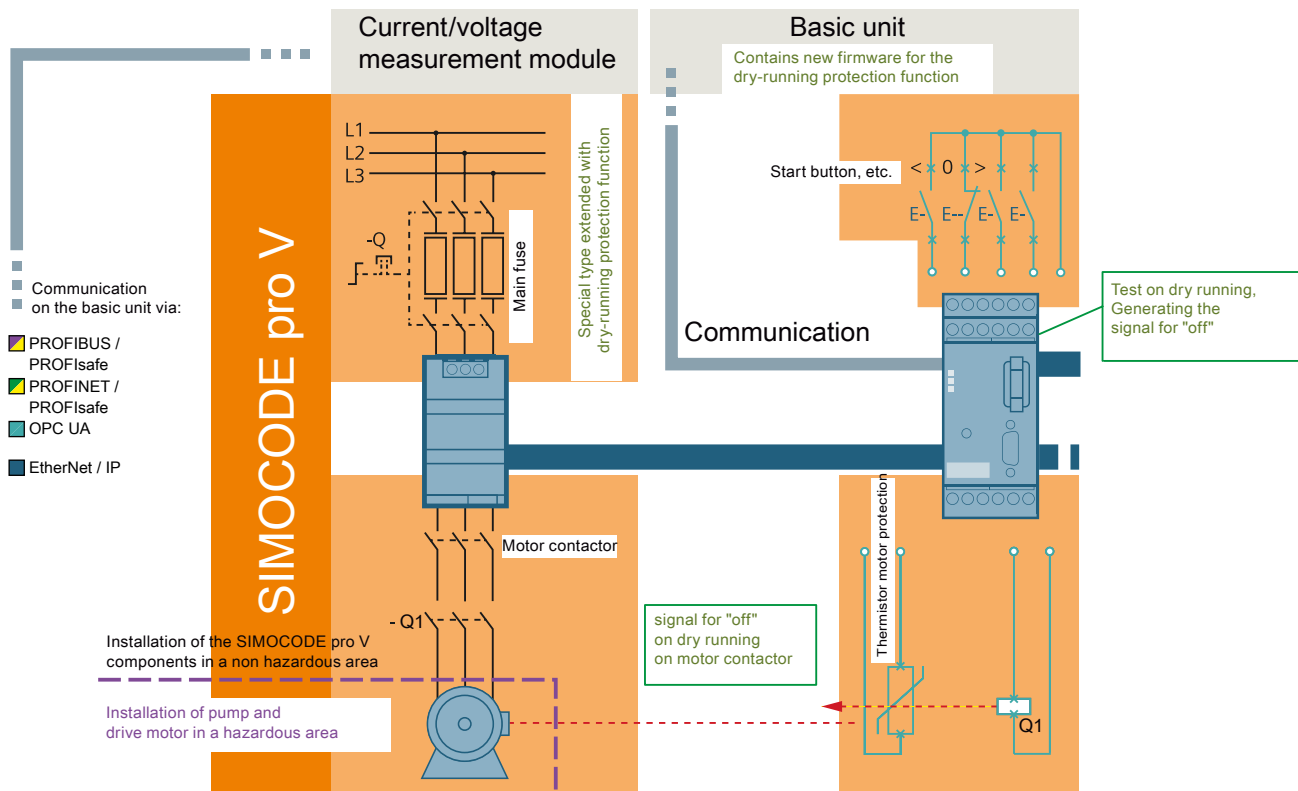 Current/voltage
measurement module
Basic unit
Contains new firmware for the
dry-running protection function
SIMOCODE pro V
L1
L2
L3
-Q
Main fuse
Special type extended with
dry-running protection function
Start button, etc.
< 0 >
E- E-- E- E-
Communication
on the basic unit via:
PROFIBUS /
PROFIsafe
PROFINET /
PROFIsafe
OPC UA
EtherNet / IP
Communication
Test on dry running,
Generating the
signal for "off"
Motor contactor
- Q1
Thermistor motor protection
signal for "off"
on dry running
on motor contactor
Installation of the SIMOCODE pro V
components in a non hazardous area
Installation of pump and
drive motor in a hazardous area
Q1